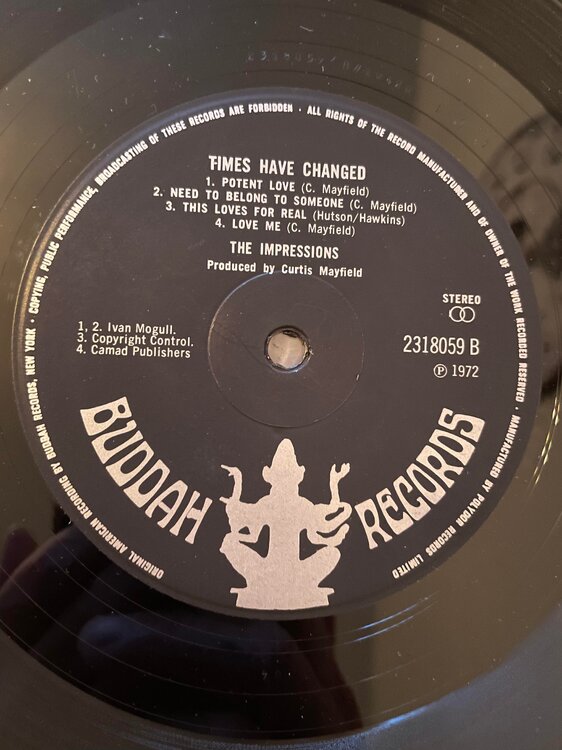 COPYING, PUBLIC PERFORMANCE, BROADCASTING OF THESE RECORDS ARE FORBIDDEN · ALL RIGHTS OF THE RECORD MANUFACTURER AND OF OWNER OF THE WORK RECORDED RESERVED · MANUFACTURED BY POLYDOR RECORDS LIMITED
ORIGINAL AMERICAN RECORDING BY BUDDAH RECORDS, NEW YORK ·
TIMES HAVE CHANGED
1. POTENT LOVE (C. Mayfield)
2. NEED TO BELONG TO SOMEONE (C. Mayfield)
3. THIS LOVES FOR REAL (Hutson/Hawkins)
4. LOVE ME (C. Mayfield)
THE IMPRESSIONS
Produced by Curtis Mayfield
STEREO
1, 2. Ivan Mogull.
3. Copyright Control.
4. Camad Publishers
2318059 B
Ⓟ 1972
BUDDAH RECORDS